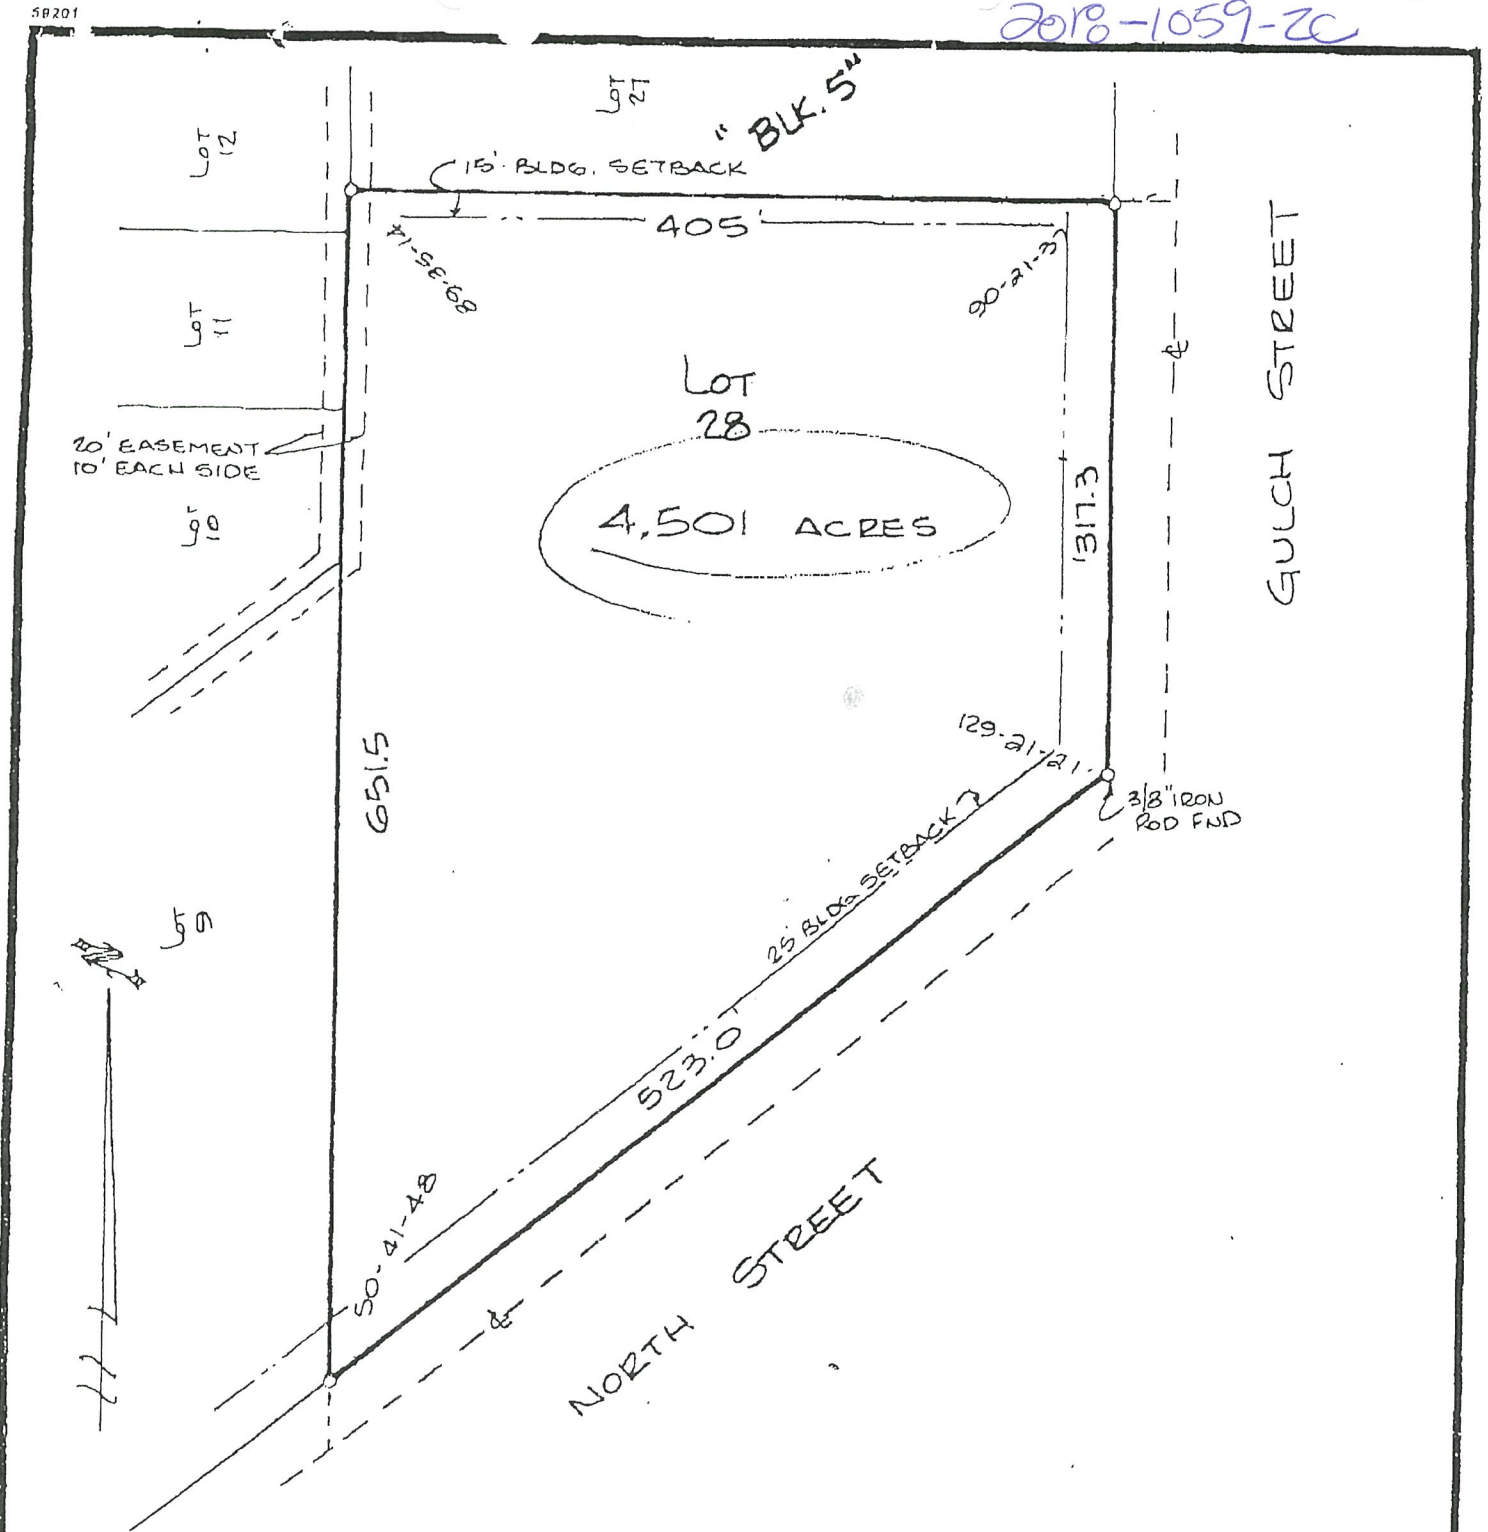 58201
2018-1059-ZC
LOT
27
"BLK. 5"
LOT
12
15' BLDG. SETBACK
405'
89-35-14
90-21-3
LOT
11
GULCH STREET
LOT
28
4,501 ACRES
20' EASEMENT
10' EACH SIDE
317.3
LOT
10
651.5
129-21-21
3/8" IRON
ROD FND
25' BLDG. SETBACK
LOT
9
523.0'
50-41-48
NORTH STREET